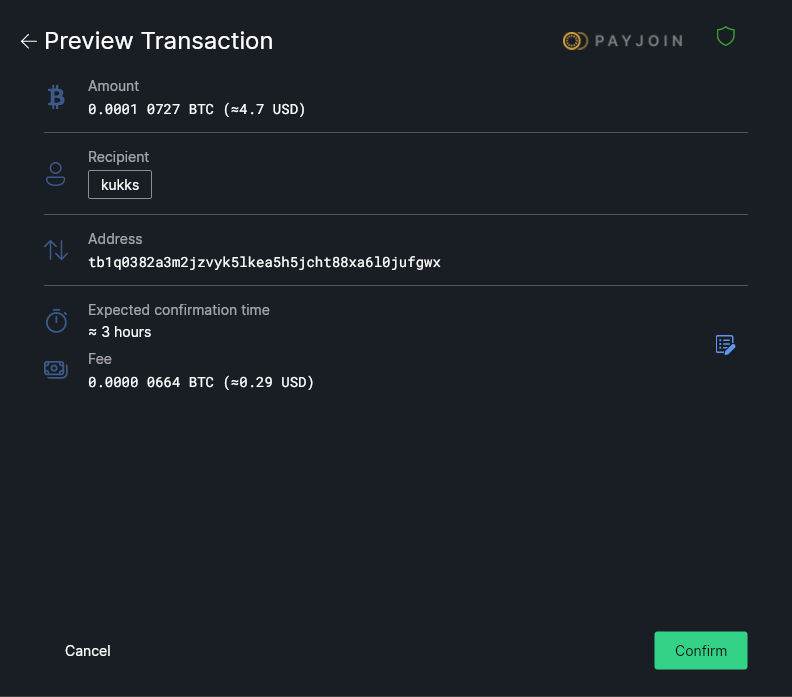 Preview Transaction
PAYJOIN
Amount
0.0001 0727 BTC (≈4.7 USD)
Recipient
kukks
Address
tb1q0382a3m2jzvyk5lkea5h5jcht88xa6l0jufgwx
Expected confirmation time
≈ 3 hours
Fee
0.0000 0664 BTC (≈0.29 USD)
Cancel
Confirm